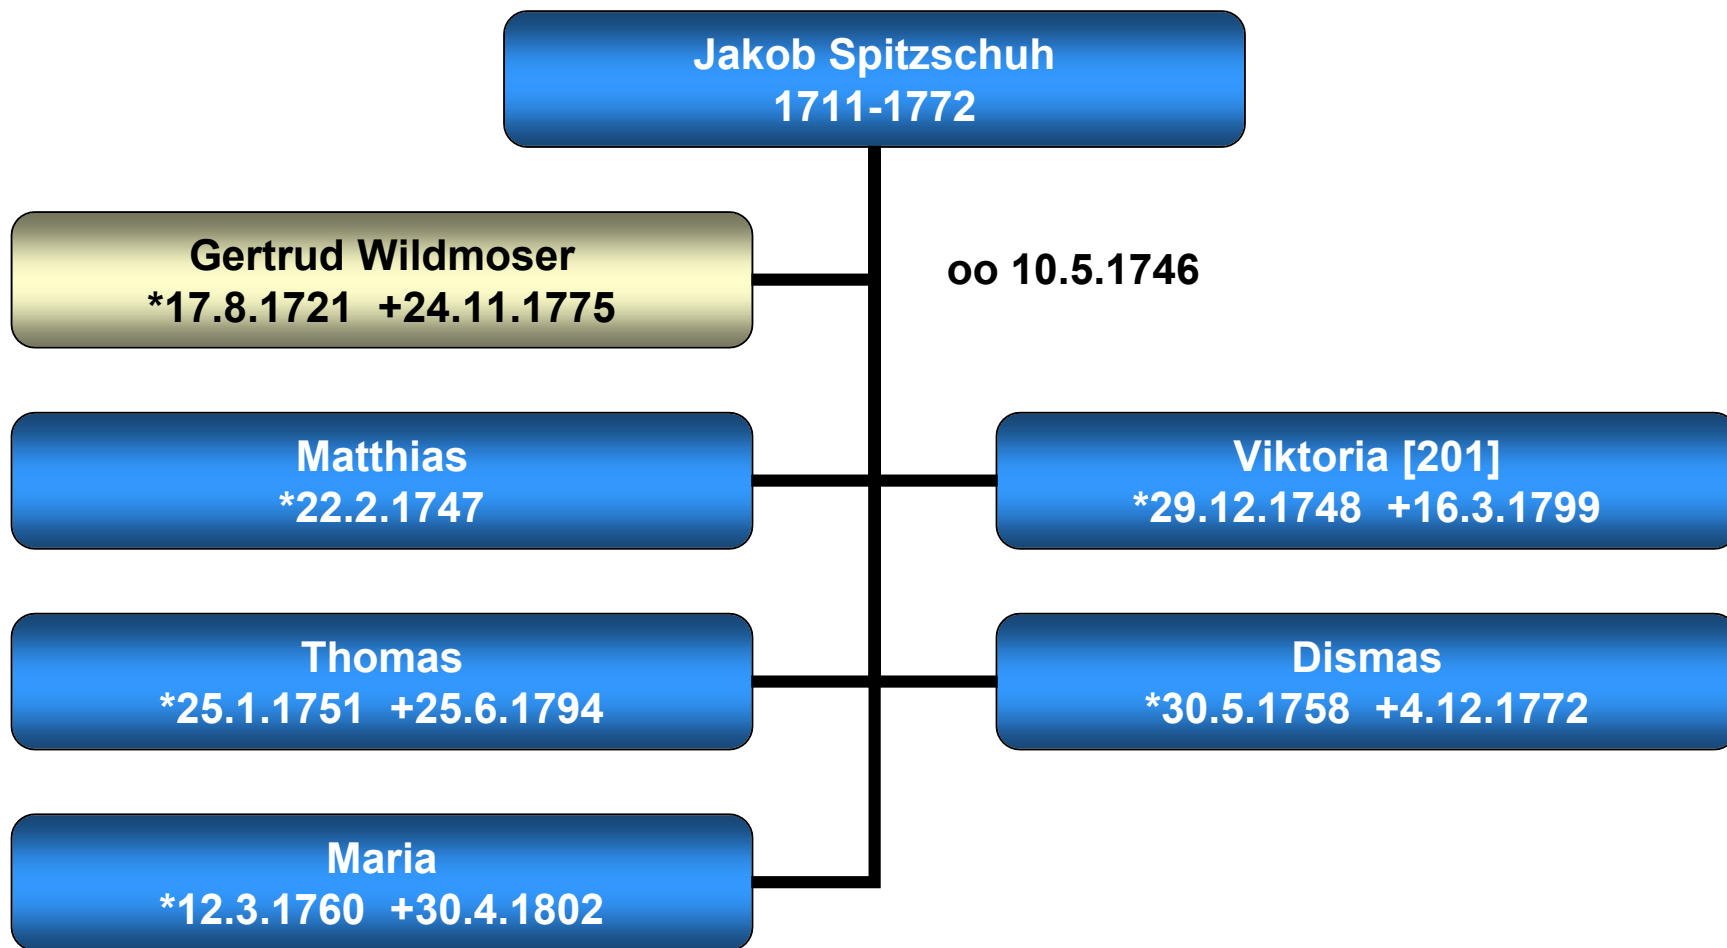 Jakob Spitzschuh
1711-1772
Gertrud Wildmoser
*17.8.1721 +24.11.1775
oo 10.5.1746
Matthias
*22.2.1747
Viktoria [201]
*29.12.1748 +16.3.1799
Thomas
*25.1.1751 +25.6.1794
Dismas
*30.5.1758 +4.12.1772
Maria
*12.3.1760 +30.4.1802